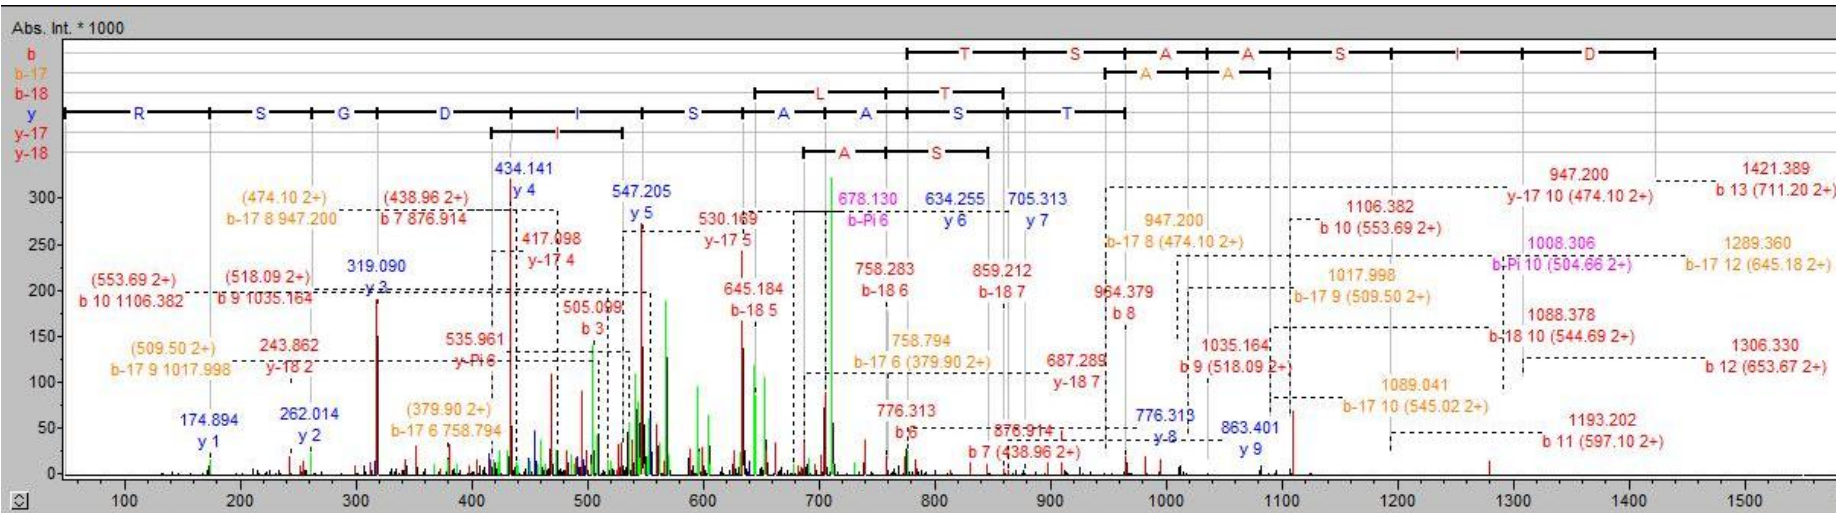 Abs. Int. * 1000
b T S A A S I D
b-17 A A
b-18 L T
y R S G D I S A A S T
y-17 I
y-18 A S
434.141
y 4
(474.10 2+)
b-17 8 947.200
(438.96 2+)
b 7 876.914
547.205
y 5
678.130
b-Pi 6
634.255
y 6
705.313
y 7
947.200
y-17 10 (474.10 2+)
1421.389
b 13 (711.20 2+)
1106.382
b 10 (553.69 2+)
417.098
y-17 4
530.169
y-17 5
947.200
b-17 8 (474.10 2+)
1008.306
b-Pi 10 (504.66 2+)
1289.360
b-17 12 (645.18 2+)
(553.69 2+)
b 10 1106.382
(518.09 2+)
b 9 1035.164
319.090
y 3
505.099
b 3
645.184
b-18 5
758.283
b-18 6
859.212
b-18 7
964.379
b 8
1017.998
b-17 9 (509.50 2+)
1088.378
b-18 10 (544.69 2+)
(509.50 2+)
b-17 9 1017.998
243.862
y-18 2
535.961
y-Pi 6
758.794
b-17 6 (379.90 2+)
687.289
y-18 7
1035.164
b 9 (518.09 2+)
1306.330
b 12 (653.67 2+)
174.894
y 1
262.014
y 2
(379.90 2+)
b-17 6 758.794
776.313
b 6
876.914
b 7 (438.96 2+)
776.313
y 8
863.401
y 9
1089.041
b-17 10 (545.02 2+)
1193.202
b 11 (597.10 2+)
300
250
200
150
100
50
0
100 200 300 400 500 600 700 800 900 1000 1100 1200 1300 1400 1500